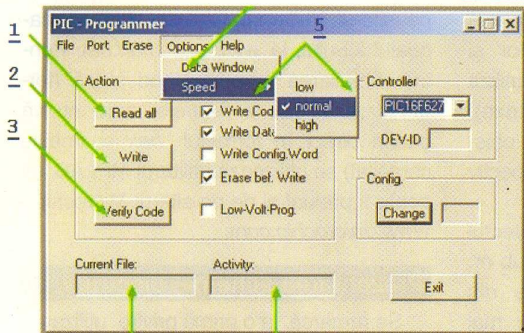 PIC - Programmer
1
5
File Port Erase Options Help
Data Window
Action
Speed
low
Controller
Read all
Write Cod
normal
PIC16F627
2
Write Data
high
DEV-ID
Write
Write Config.Word
3
Erase bef. Write
Config.
Verify Code
Low-Volt-Prog.
Change
Current File:
Activity:
Exit